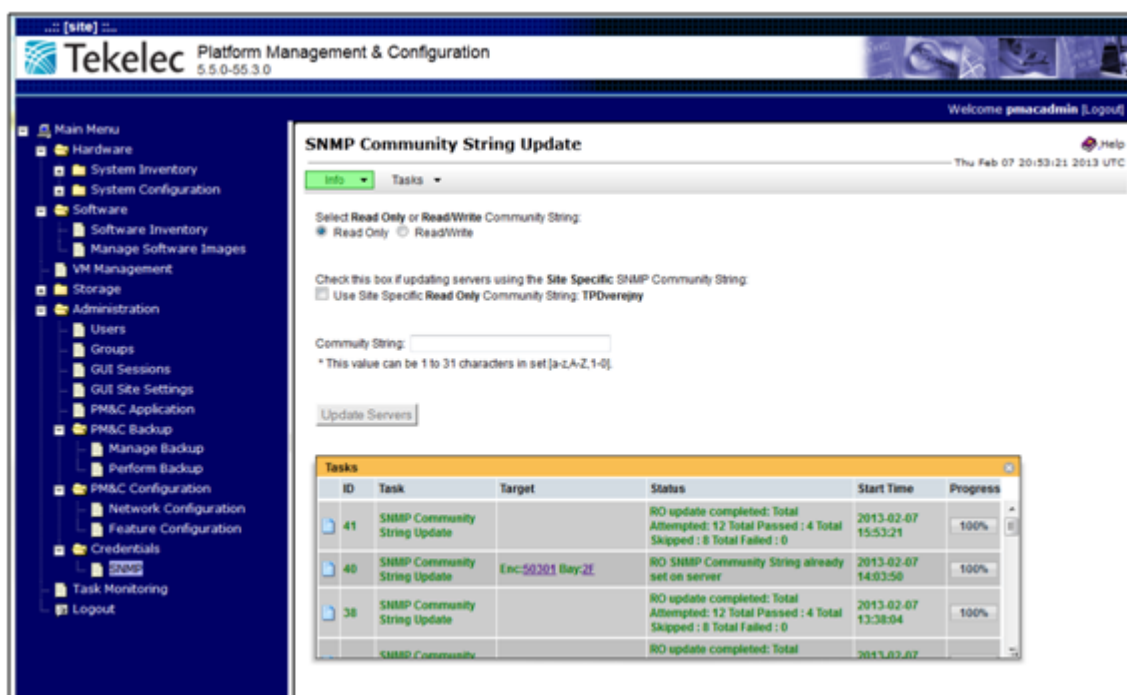 ..:: [site] ::..
Tekelec Platform Management & Configuration
5.5.0-55.3.0
Welcome pmacadmin [Logout]
Main Menu
Hardware
System Inventory
System Configuration
Software
Software Inventory
Manage Software Images
VM Management
Storage
Administration
Users
Groups
GUI Sessions
GUI Site Settings
PM&C Application
PM&C Backup
Manage Backup
Perform Backup
PM&C Configuration
Network Configuration
Feature Configuration
Credentials
SNMP
Task Monitoring
Logout
SNMP Community String Update
Help
Thu Feb 07 20:53:21 2013 UTC
Info Tasks
Select Read Only or Read/Write Community String:
Read Only Read/Write
Check this box if updating servers using the Site Specific SNMP Community String:
Use Site Specific Read Only Community String: TPDverejny
Commuity String:
* This value can be 1 to 31 characters in set [a-z,A-Z,1-0].
Update Servers
Tasks
ID Task Target Status Start Time Progress
41 SNMP Community String Update RO update completed: Total Attempted: 12 Total Passed : 4 Total Skipped : 8 Total Failed : 0 2013-02-07 15:53:21 100%
40 SNMP Community String Update Enc:50301 Bay:2F RO SNMP Community String already set on server 2013-02-07 14:03:50 100%
38 SNMP Community String Update RO update completed: Total Attempted: 12 Total Passed : 4 Total Skipped : 8 Total Failed : 0 2013-02-07 13:38:04 100%
SNMP Community RO update completed: Total 2013-02-07